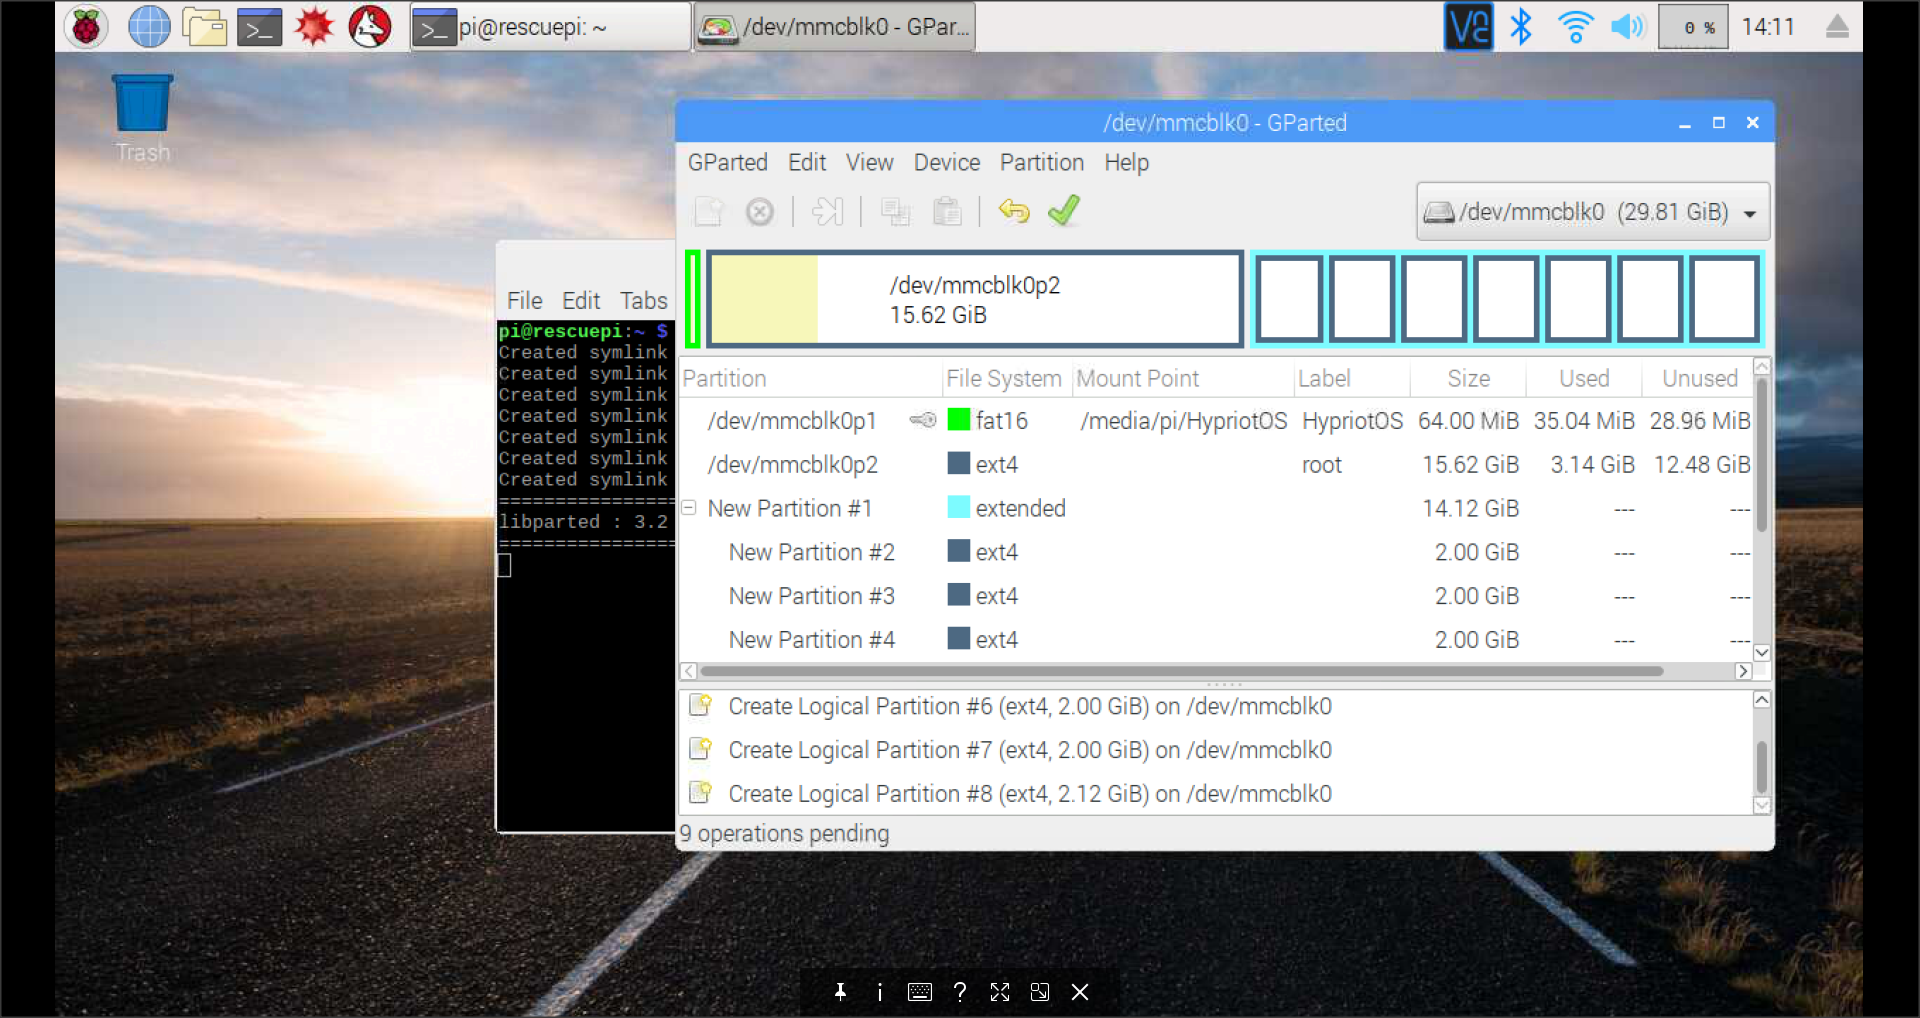 pi@rescuepi: ~
/dev/mmcblk0 - GPar...
0 %
14:11
Trash
/dev/mmcblk0 - GParted
GParted Edit View Device Partition Help
/dev/mmcblk0 (29.81 GiB)
/dev/mmcblk0p2
15.62 GiB
File Edit Tabs
pi@rescuepi:~ $
Created symlink
Created symlink
Created symlink
Created symlink
Created symlink
Created symlink
Created symlink
=================
libparted : 3.2
=================
Partition File System Mount Point Label Size Used Unused
/dev/mmcblk0p1 fat16 /media/pi/HypriotOS HypriotOS 64.00 MiB 35.04 MiB 28.96 MiB
/dev/mmcblk0p2 ext4 root 15.62 GiB 3.14 GiB 12.48 GiB
New Partition #1 extended 14.12 GiB --- ---
New Partition #2 ext4 2.00 GiB --- ---
New Partition #3 ext4 2.00 GiB --- ---
New Partition #4 ext4 2.00 GiB --- ---
Create Logical Partition #6 (ext4, 2.00 GiB) on /dev/mmcblk0
Create Logical Partition #7 (ext4, 2.00 GiB) on /dev/mmcblk0
Create Logical Partition #8 (ext4, 2.12 GiB) on /dev/mmcblk0
9 operations pending